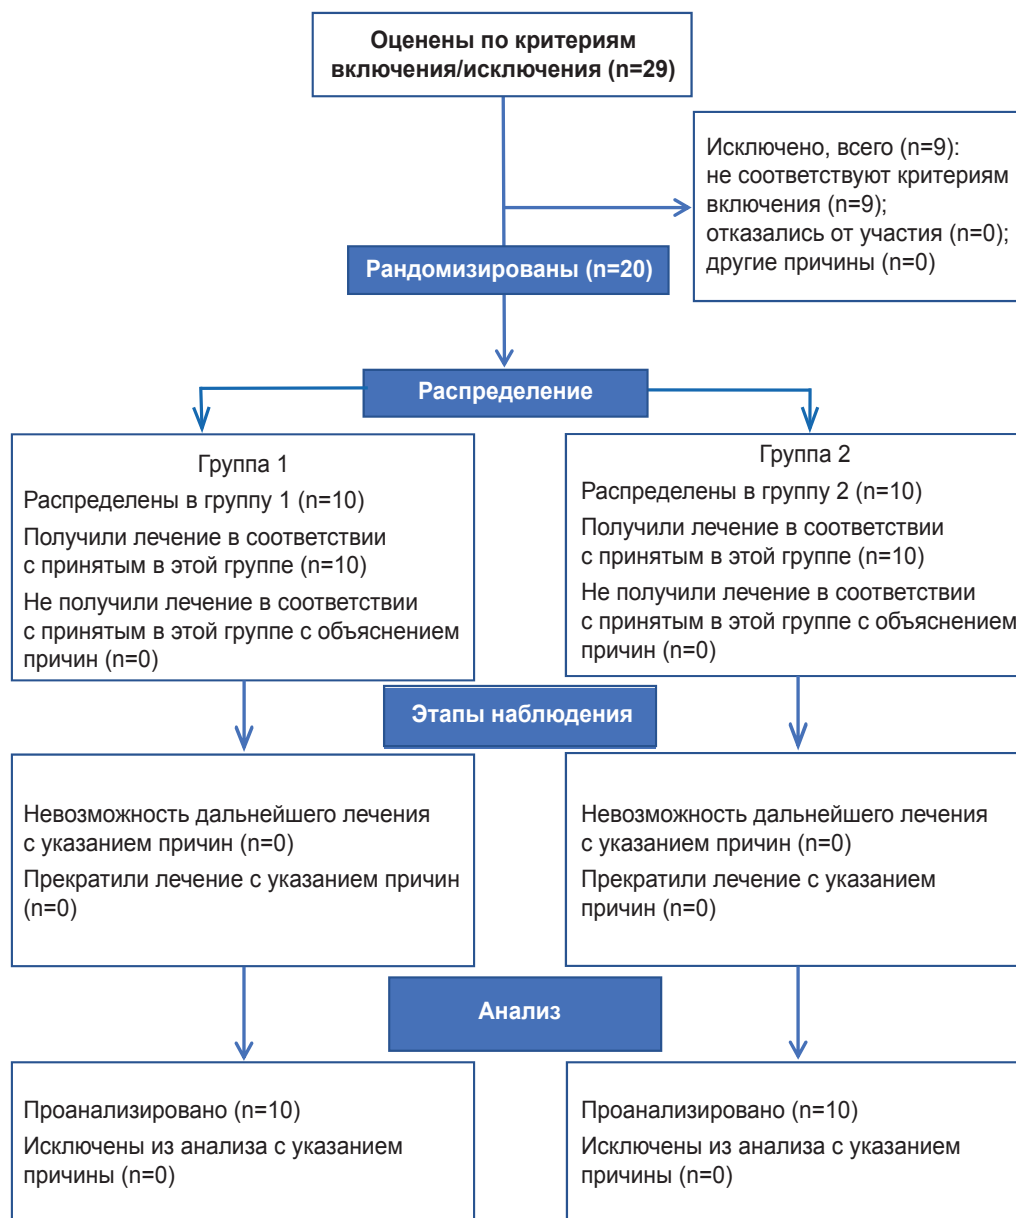 Оценены по критериям
включения/исключения (n=29)
Исключено, всего (n=9):
не соответствуют критериям
включения (n=9);
отказались от участия (n=0);
другие причины (n=0)
Рандомизированы (n=20)
Распределение
Группа 1
Распределены в группу 1 (n=10)
Получили лечение в соответствии
с принятым в этой группе (n=10)
Не получили лечение в соответствии
с принятым в этой группе с объяснением
причин (n=0)
Группа 2
Распределены в группу 2 (n=10)
Получили лечение в соответствии
с принятым в этой группе (n=10)
Не получили лечение в соответствии
с принятым в этой группе с объяснением
причин (n=0)
Этапы наблюдения
Невозможность дальнейшего лечения
с указанием причин (n=0)
Прекратили лечение с указанием причин
(n=0)
Невозможность дальнейшего лечения
с указанием причин (n=0)
Прекратили лечение с указанием
причин (n=0)
Анализ
Проанализировано (n=10)
Исключены из анализа с указанием
причины (n=0)
Проанализировано (n=10)
Исключены из анализа с указанием
причины (n=0)